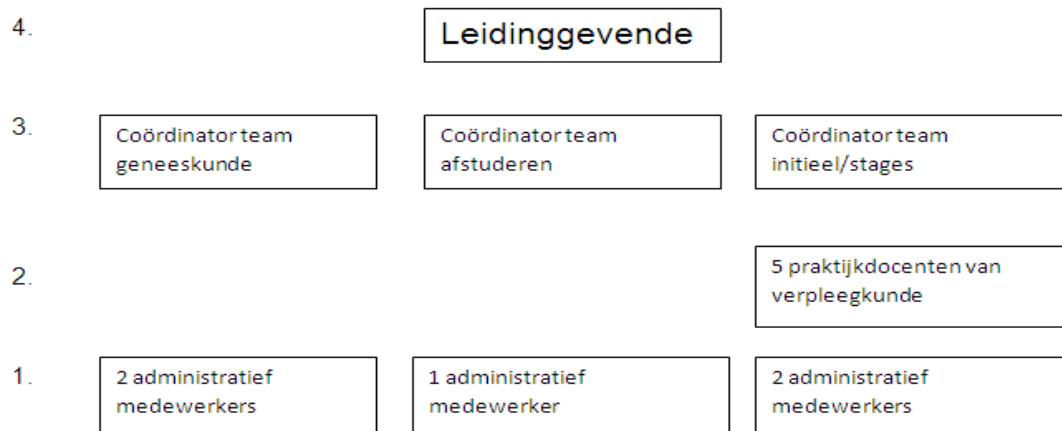 4.
Leidinggevende
3.
Coördinator team
geneeskunde
Coördinator team
afstuderen
Coördinator team
initieel/stages
2.
5 praktijkdocenten van
verpleegkunde
1.
2 administratief
medewerkers
1 administratief
medewerker
2 administratief
medewerkers